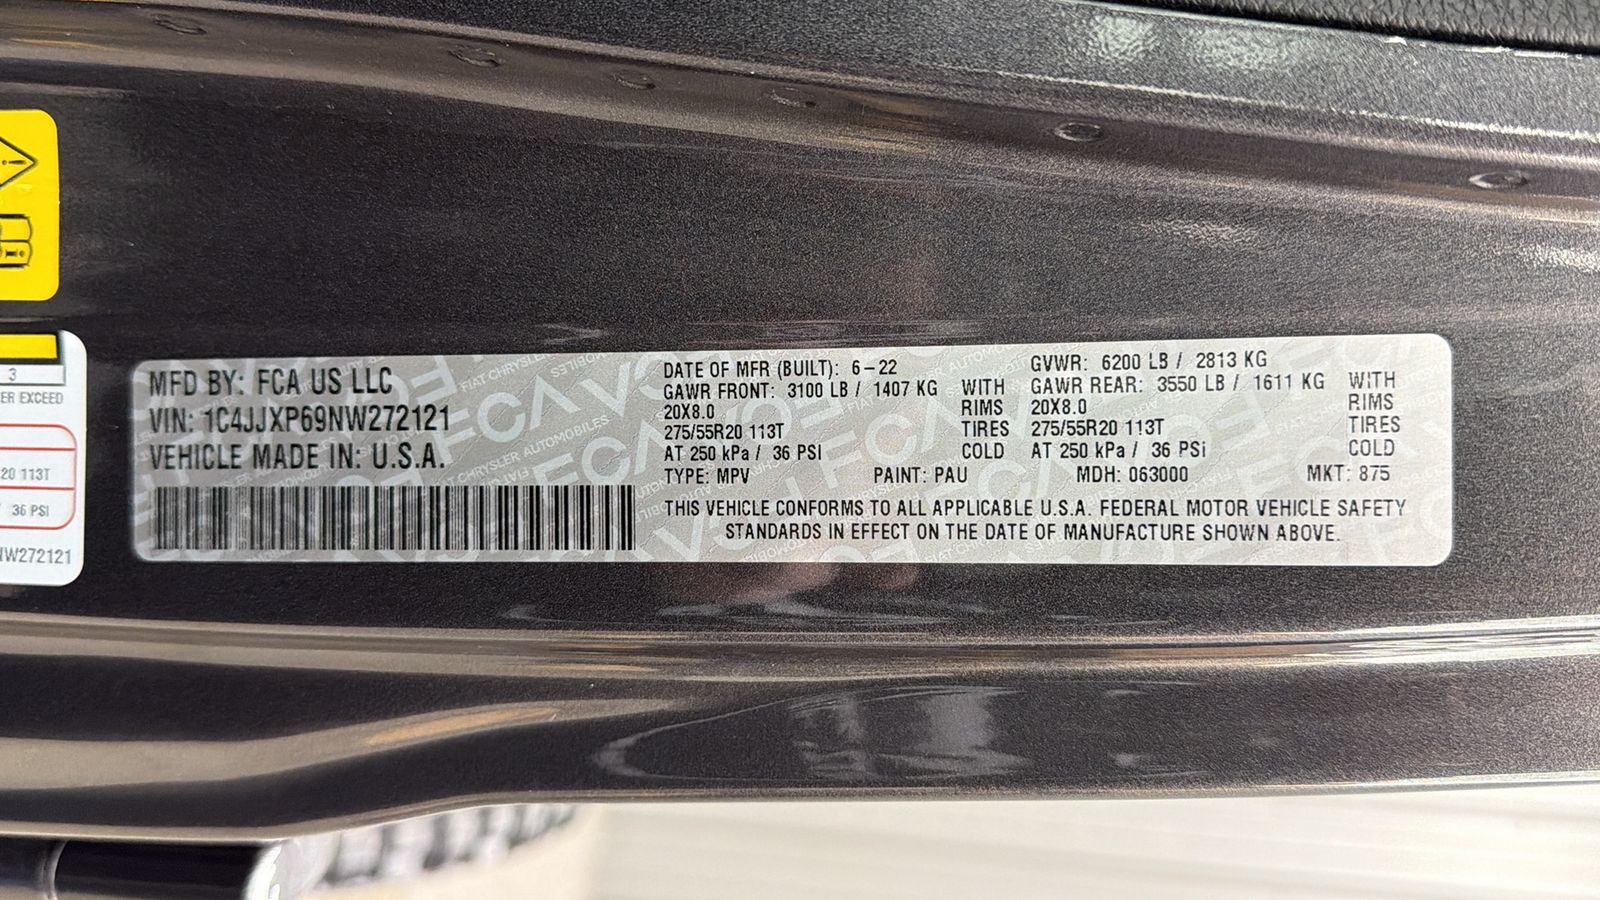 3
ER EXCEED
20 113T
36 PSI
NW272121
MFD BY: FCA US LLC
VIN: 1C4JJXP69NW272121
VEHICLE MADE IN: U.S.A.
DATE OF MFR (BUILT): 6-22 GVWR: 6200 LB / 2813 KG
GAWR FRONT: 3100 LB / 1407 KG WITH GAWR REAR: 3550 LB / 1611 KG WITH
20X8.0 RIMS 20X8.0 RIMS
275/55R20 113T TIRES 275/55R20 113T TIRES
AT 250 kPa / 36 PSI COLD AT 250 kPa / 36 PSI COLD
TYPE: MPV PAINT: PAU MDH: 063000 MKT: 875
THIS VEHICLE CONFORMS TO ALL APPLICABLE U.S.A. FEDERAL MOTOR VEHICLE SAFETY
STANDARDS IN EFFECT ON THE DATE OF MANUFACTURE SHOWN ABOVE.